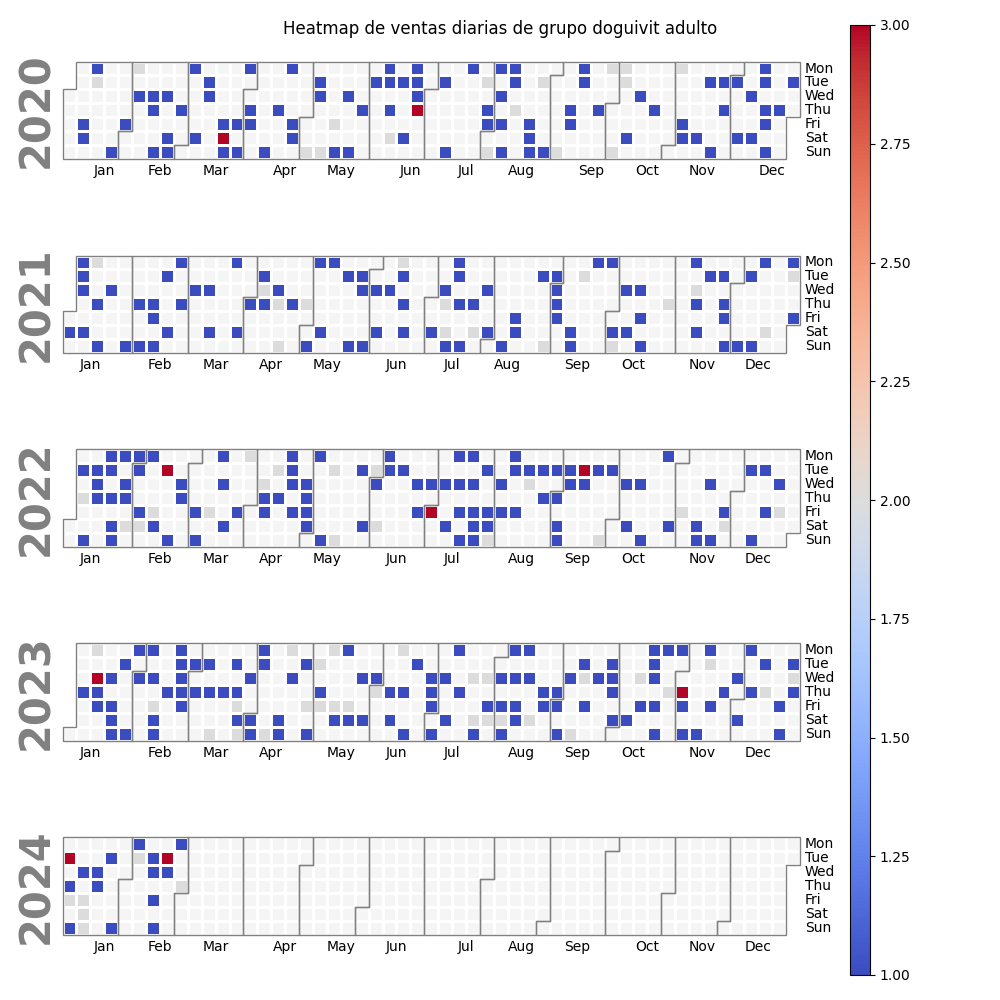 Heatmap de ventas diarias de grupo doguivit adulto
2020
Mon
Tue
Wed
Thu
Fri
Sat
Sun
Jan Feb Mar Apr May Jun Jul Aug Sep Oct Nov Dec
2021
Mon
Tue
Wed
Thu
Fri
Sat
Sun
Jan Feb Mar Apr May Jun Jul Aug Sep Oct Nov Dec
2022
Mon
Tue
Wed
Thu
Fri
Sat
Sun
Jan Feb Mar Apr May Jun Jul Aug Sep Oct Nov Dec
2023
Mon
Tue
Wed
Thu
Fri
Sat
Sun
Jan Feb Mar Apr May Jun Jul Aug Sep Oct Nov Dec
2024
Mon
Tue
Wed
Thu
Fri
Sat
Sun
Jan Feb Mar Apr May Jun Jul Aug Sep Oct Nov Dec
3.00
2.75
2.50
2.25
2.00
1.75
1.50
1.25
1.00